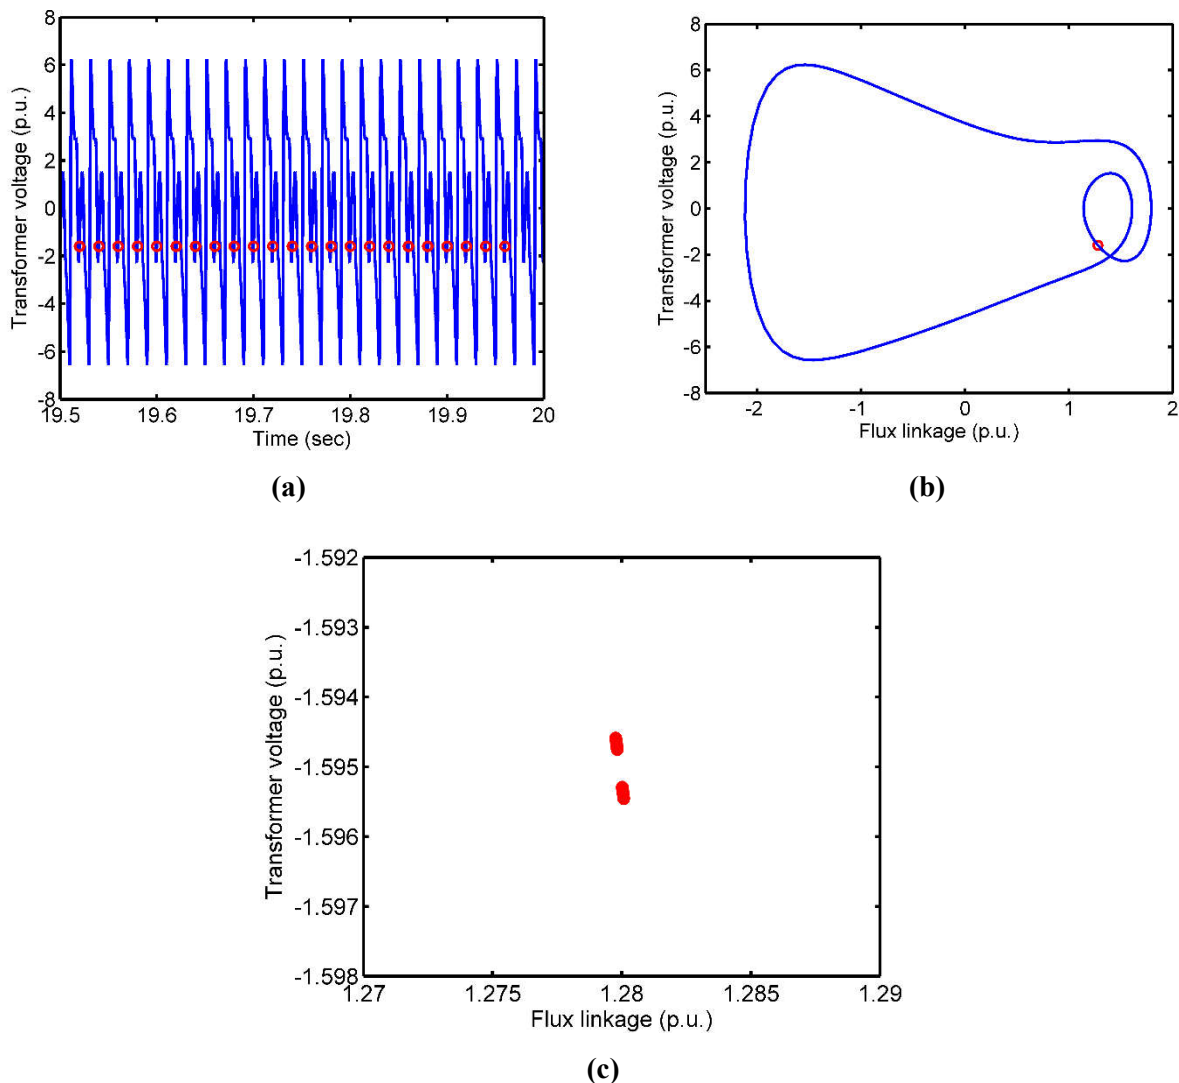 8
6
4
2
0
-2
-4
-6
-8
Transformer voltage (p.u.)
19.5 19.6 19.7 19.8 19.9 20
Time (sec)
(a)
8
6
4
2
0
-2
-4
-6
-8
Transformer voltage (p.u.)
-2 -1 0 1 2
Flux linkage (p.u.)
(b)
-1.592
-1.593
-1.594
-1.595
-1.596
-1.597
-1.598
Transformer voltage (p.u.)
1.27 1.275 1.28 1.285 1.29
Flux linkage (p.u.)
(c)